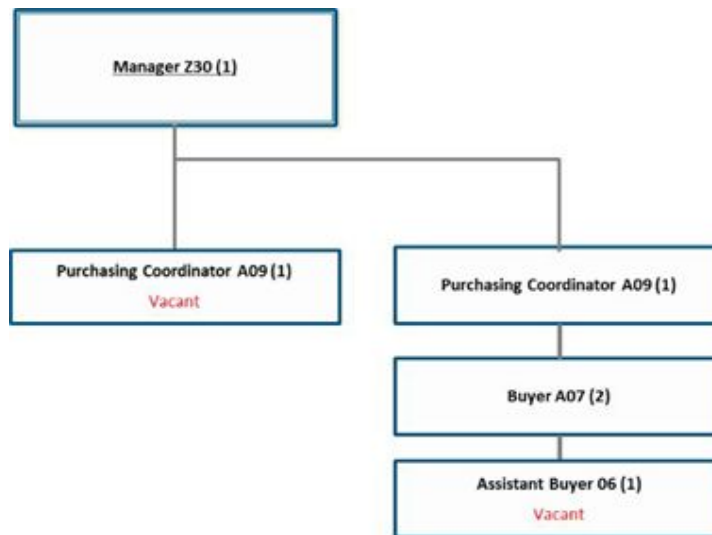 Manager Z30 (1)
Purchasing Coordinator A09 (1)
Vacant
Purchasing Coordinator A09 (1)
Buyer A07 (2)
Assistant Buyer 06 (1)
Vacant